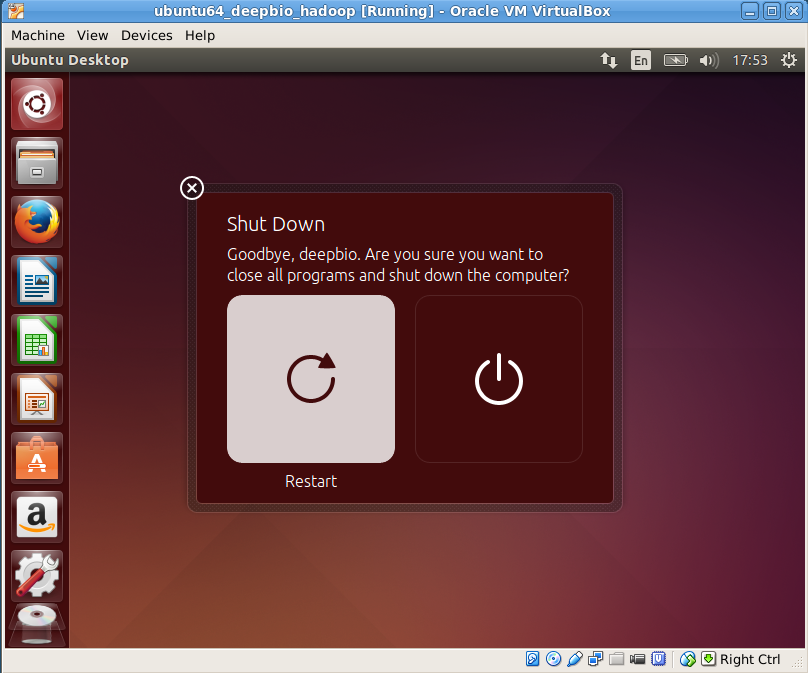 ubuntu64_deepbio_hadoop [Running] - Oracle VM VirtualBox
Machine View Devices Help
Ubuntu Desktop En 17:53
Shut Down
Goodbye, deepbio. Are you sure you want to
close all programs and shut down the computer?
Restart
a
Right Ctrl